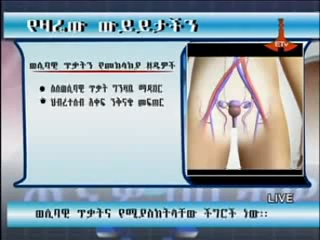 የዛሬው ውይይታችን
ETV
ወሲባዊ ጥቃትን የመከላከያ ዘዴዎች
ስለወሲባዊ ጥቃት ግንዛቤ ማዳበር
ህብረተሰብ አቀፍ ንቅናቄ መፍጠር
LIVE
ወሲባዊ ጥቃትና የሚያስከትላቸው ችግሮች ነው፡፡